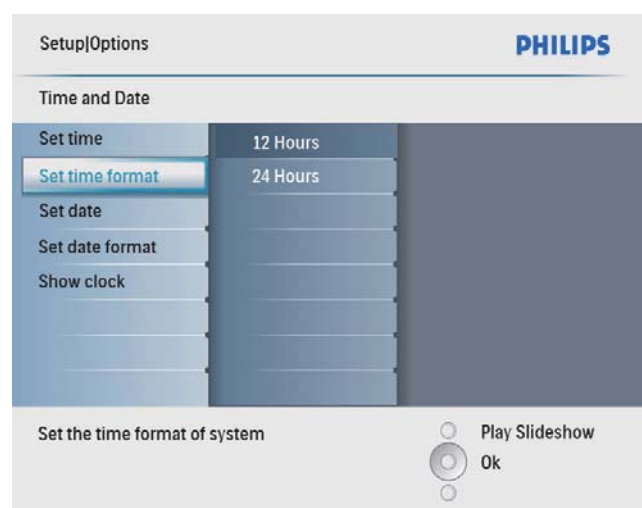 Setup|Options
PHILIPS
Time and Date
Set time
12 Hours
Set time format
24 Hours
Set date
Set date format
Show clock
Set the time format of system
Play Slideshow
Ok